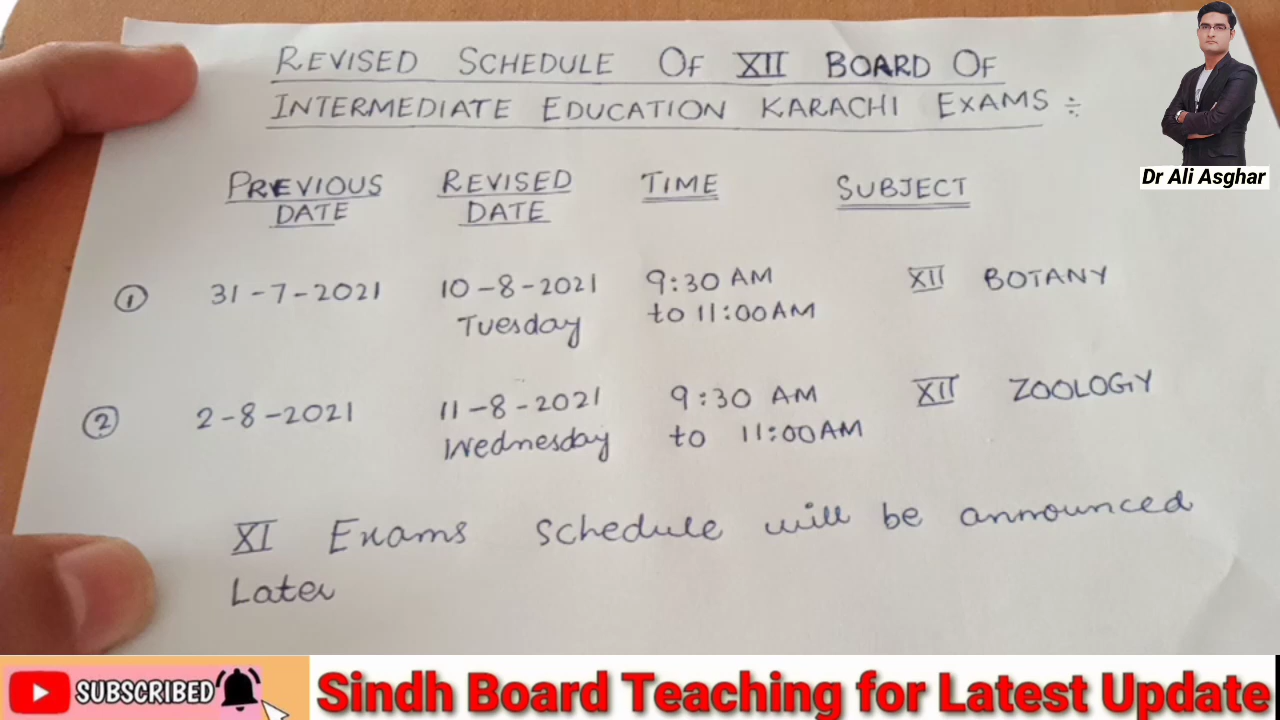 REVISED SCHEDULE OF XII BOARD OF
INTERMEDIATE EDUCATION KARACHI EXAMS ÷
Dr Ali Asghar
PREVIOUS DATE REVISED DATE TIME SUBJECT
① 31-7-2021 10-8-2021 9:30 AM XII BOTANY
Tuesday to 11:00AM
② 2-8-2021 11-8-2021 9:30 AM XII ZOOLOGY
Wednesday to 11:00AM
XI Exams Schedule will be announced
Later
SUBSCRIBED Sindh Board Teaching for Latest Update